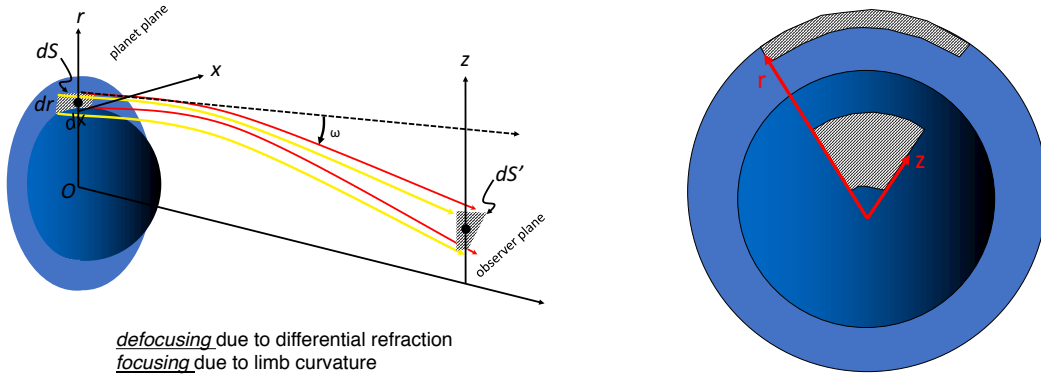 r
planet plane
dS
x
z
dr
dx
ω
O
dS’
observer plane
defocusing due to differential refraction
focusing due to limb curvature
r
z